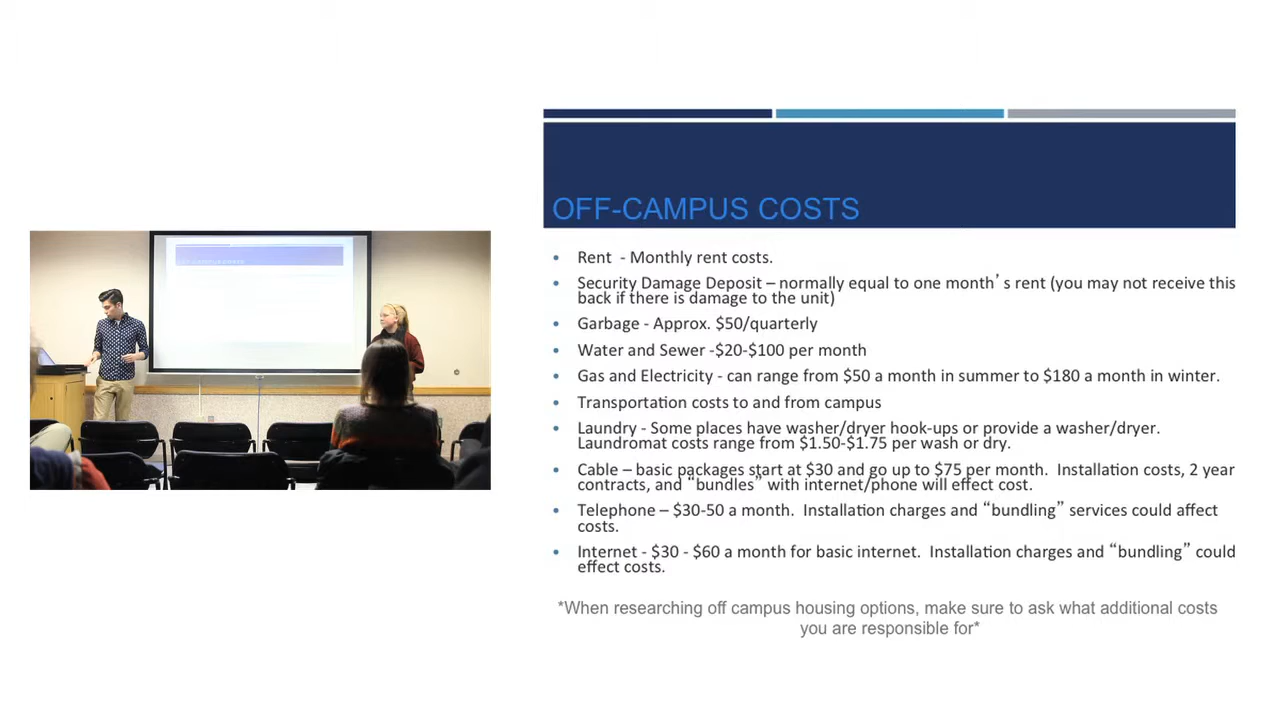 OFF-CAMPUS COSTS
• Rent  - Monthly rent costs.
• Security Damage Deposit – normally equal to one month’s rent (you may not receive this
back if there is damage to the unit)
• Garbage - Approx. $50/quarterly
• Water and Sewer -$20-$100 per month
• Gas and Electricity - can range from $50 a month in summer to $180 a month in winter.
• Transportation costs to and from campus
• Laundry - Some places have washer/dryer hook-ups or provide a washer/dryer.
Laundromat costs range from $1.50-$1.75 per wash or dry.
• Cable – basic packages start at $30 and go up to $75 per month.  Installation costs, 2 year
contracts, and “bundles” with internet/phone will effect cost.
• Telephone – $30-50 a month.  Installation charges and “bundling” services could affect
costs.
• Internet - $30 - $60 a month for basic internet.  Installation charges and “bundling” could
effect costs.
*When researching off campus housing options, make sure to ask what additional costs
you are responsible for*